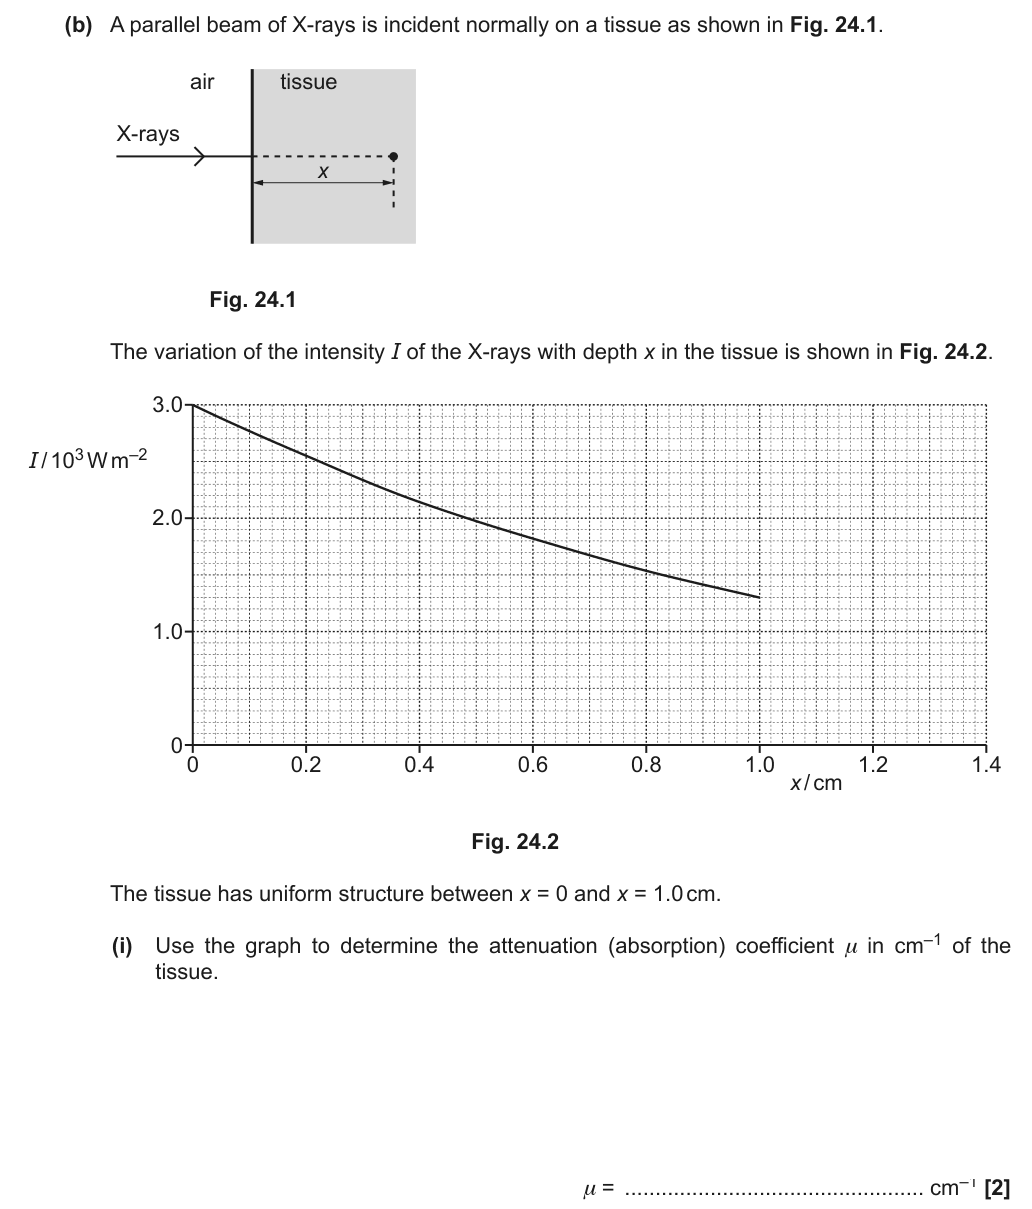 (b) A parallel beam of X-rays is incident normally on a tissue as shown in Fig. 24.1.
air tissue
X-rays
x
Fig. 24.1
The variation of the intensity I of the X-rays with depth x in the tissue is shown in Fig. 24.2.
3.0
I / 10³ W m⁻²
2.0
1.0
0
0 0.2 0.4 0.6 0.8 1.0 1.2 1.4
x / cm
Fig. 24.2
The tissue has uniform structure between x = 0 and x = 1.0 cm.
(i) Use the graph to determine the attenuation (absorption) coefficient μ in cm⁻¹ of the
tissue.
μ = ................................................ cm⁻¹ [2]